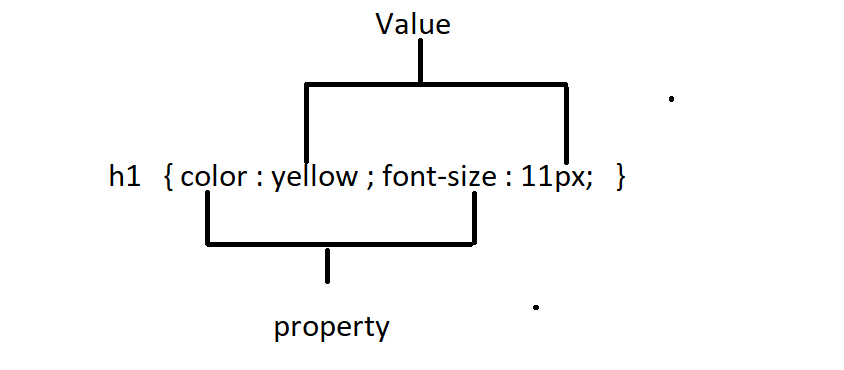 Value
h1 { color : yellow ; font-size : 11px; }
property